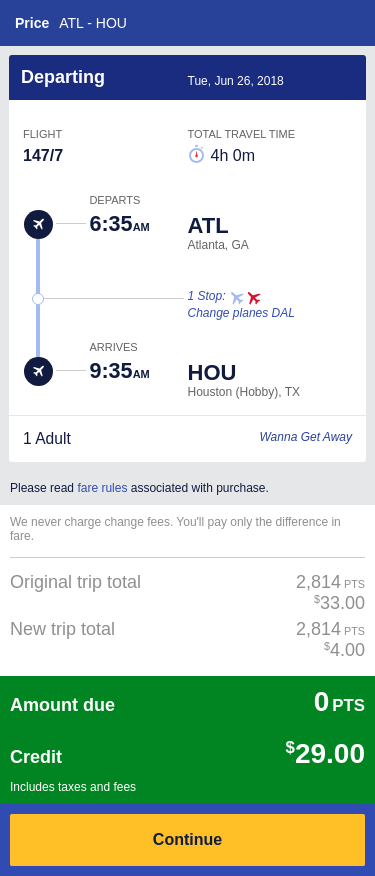 Price ATL - HOU
Departing Tue, Jun 26, 2018
FLIGHT TOTAL TRAVEL TIME
147/7 4h 0m
DEPARTS
6:35AM ATL
Atlanta, GA
1 Stop:
Change planes DAL
ARRIVES
9:35AM HOU
Houston (Hobby), TX
1 Adult Wanna Get Away
Please read fare rules associated with purchase.
We never charge change fees. You'll pay only the difference in
fare.
Original trip total 2,814 PTS
$33.00
New trip total 2,814 PTS
$4.00
Amount due 0 PTS
Credit $29.00
Includes taxes and fees
Continue